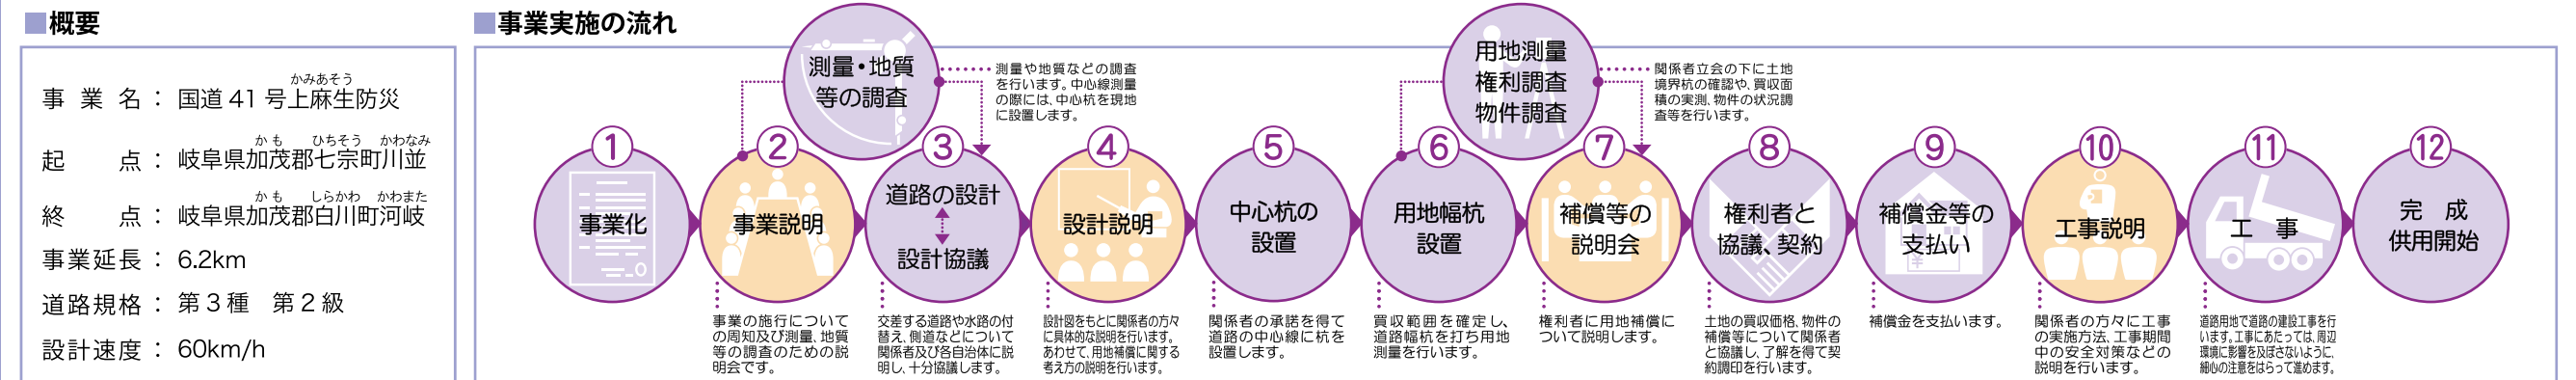 概要
事業名：国道41号上麻生防災
かみあそう
起点：岐阜県加茂郡七宗町川並
かも ひちそう かわなみ
終点：岐阜県加茂郡白川町河岐
かも しらかわ かわまた
事業延長：6.2km
道路規格：第3種 第2級
設計速度：60km/h
事業実施の流れ
①
事業化
②
事業説明
事業の施行について
の周知及び測量、地質
等の調査のための説
明会です。
測量・地質
等の調査
測量や地質などの調査
を行います。中心線測量
の際には、中心杭を現地
に設置します。
③
道路の設計
設計協議
交差する道路や水路の付
替え、側道などについて
関係者及び各自治体に説
明し、十分協議します。
④
設計説明
設計図をもとに関係者の方々
に具体的な説明を行います。
あわせて、用地補償に関する
考え方の説明を行います。
⑤
中心杭の
設置
関係者の承諾を得て
道路の中心線に杭を
設置します。
⑥
用地幅杭
設置
買収範囲を確定し、
道路幅杭を打ち用地
測量を行います。
用地測量
権利調査
物件調査
関係者立会の下に土地
境界杭の確認や、買収面
積の実測、物件の状況調
査等を行います。
⑦
補償等の
説明会
権利者に用地補償に
ついて説明します。
⑧
権利者と
協議、契約
土地の買収価格、物件の
補償等について関係者
と協議し、了解を得て契
約調印を行います。
⑨
補償金等の
支払い
補償金を支払います。
⑩
工事説明
関係者の方々に工事
の実施方法、工事期間
中の安全対策などの
説明を行います。
⑪
工事
道路用地で道路の建設工事を行
います。工事にあたっては、周辺
環境に影響を及ぼさないように、
細心の注意をはらって進めます。
⑫
完成
供用開始